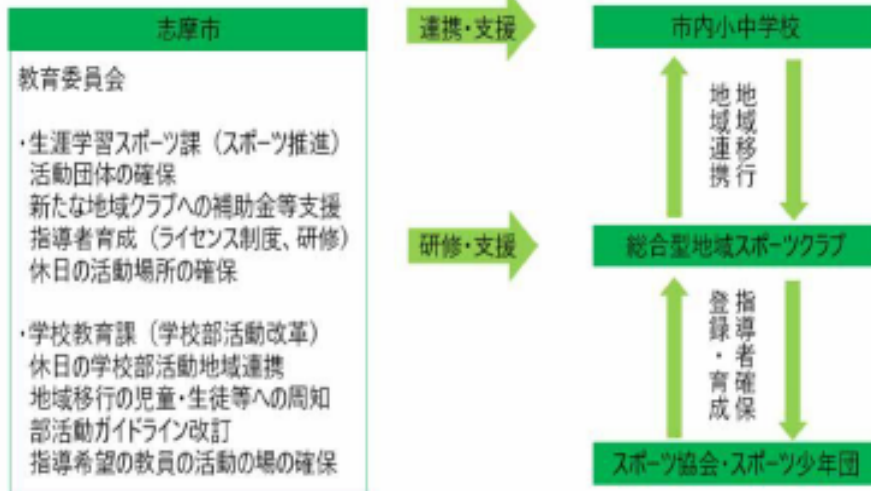 志摩市
教育委員会
・生涯学習スポーツ課（スポーツ推進）
活動団体の確保
新たな地域クラブへの補助金等支援
指導者育成（ライセンス制度、研修）
休日の活動場所の確保
・学校教育課（学校部活動改革）
休日の学校部活動地域連携
地域移行の児童・生徒等への周知
部活動ガイドライン改訂
指導希望の教員の活動の場の確保
連携・支援
研修・支援
市内小中学校
地域移行
地域連携
総合型地域スポーツクラブ
指導者確保
登録・育成
スポーツ協会・スポーツ少年団